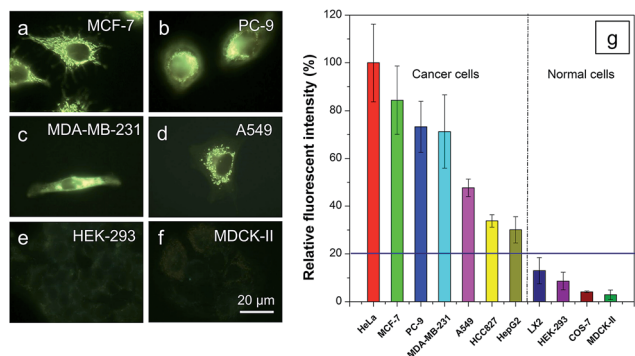 a MCF-7
b PC-9
c MDA-MB-231
d A549
e HEK-293
f MDCK-II
20 µm
g
Relative fluorescent intensity (%)
120
100
80
60
40
20
0
Cancer cells
Normal cells
HeLa
MCF-7
PC-9
MDA-MB-231
A549
HCC827
HepG2
LX2
HEK-293
COS-7
MDCK-II